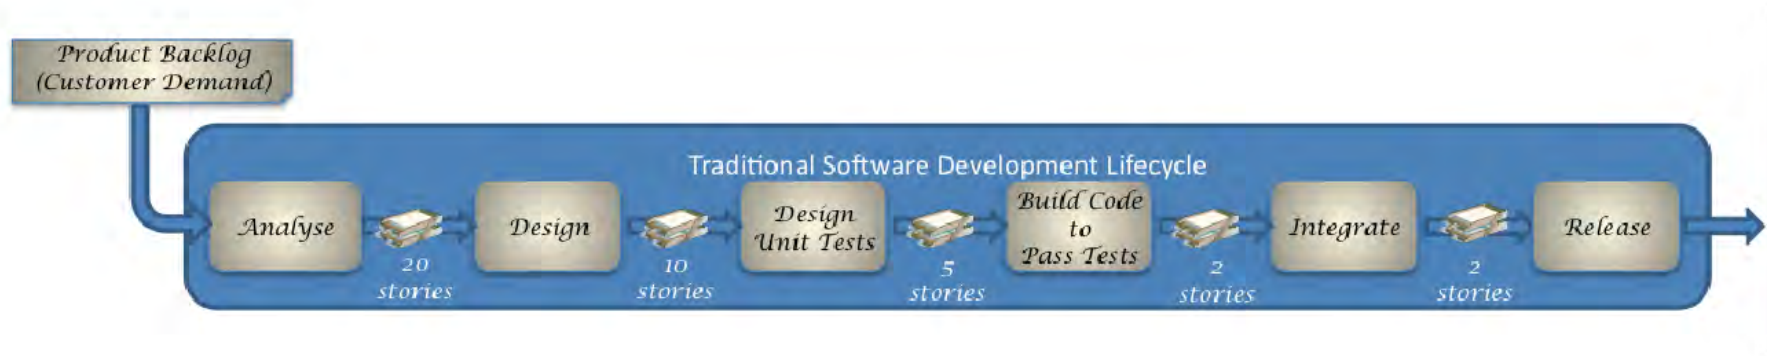 Product Backlog
(Customer Demand)
Traditional Software Development Lifecycle
Analyse
20
stories
Design
10
stories
Design
Unit Tests
5
stories
Build Code
to
Pass Tests
2
stories
Integrate
2
stories
Release